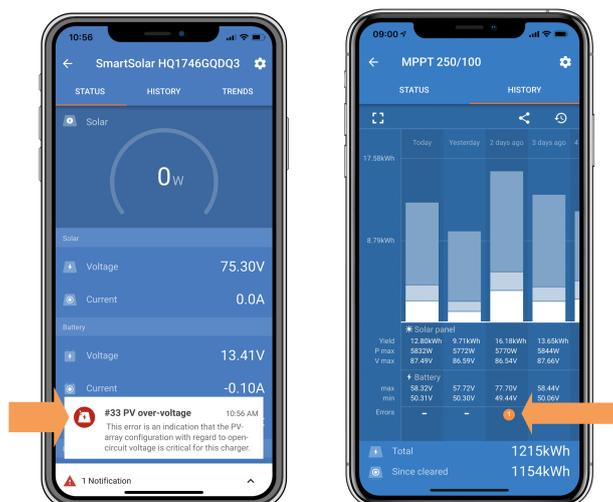 10:56
SmartSolar HQ1746GQDQ3
STATUS HISTORY TRENDS
Solar
0W
Solar
Voltage 75.30V
Current 0.0A
Battery
Voltage 13.41V
Current -0.10A
#33 PV over-voltage 10:56 AM
This error is an indication that the PV-
array configuration with regard to open-
circuit voltage is critical for this charger.
1 Notification
09:00
MPPT 250/100
STATUS HISTORY
Today Yesterday 2 days ago 3 days ago 4
17.58kWh
8.79kWh
Solar panel
Yield 12.80kWh 9.71kWh 16.18kWh 13.65kWh
P max 5832W 5772W 5770W 5844W
V max 87.49V 86.59V 86.54V 87.66V
Battery
max 58.32V 57.72V 77.70V 58.44V
min 50.31V 50.30V 49.44V 50.06V
Errors – – 1
Total 1215kWh
Since cleared 1154kWh